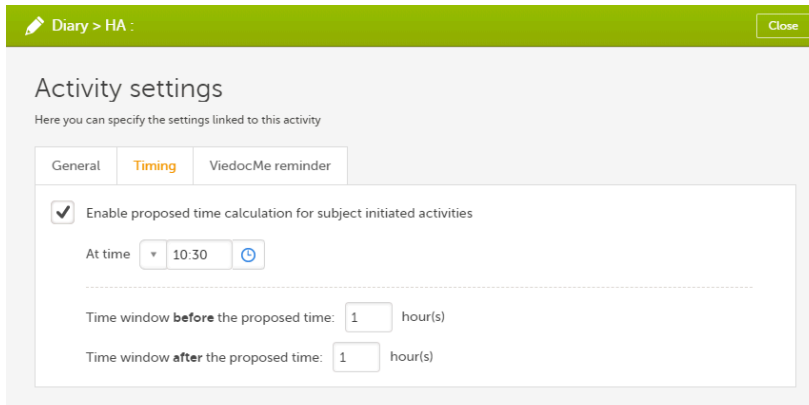 Diary > HA :
Close
Activity settings
Here you can specify the settings linked to this activity
General Timing ViedocMe reminder
Enable proposed time calculation for subject initiated activities
At time 10:30
Time window before the proposed time: 1 hour(s)
Time window after the proposed time: 1 hour(s)